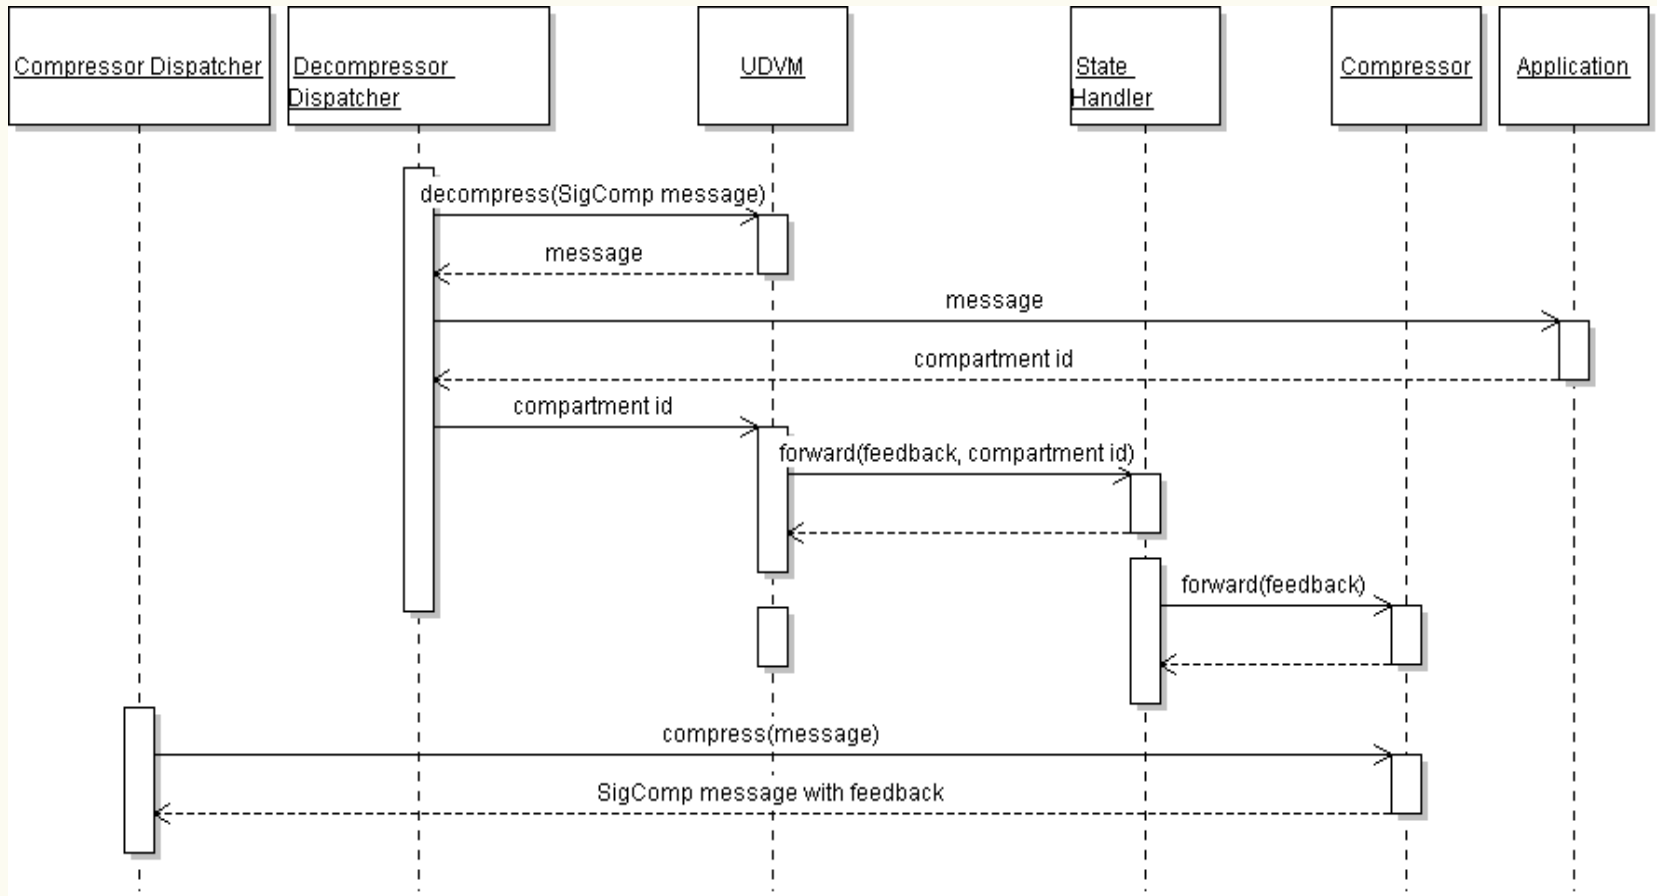 Compressor Dispatcher
Decompressor
Dispatcher
UDVM
State
Handler
Compressor
Application
decompress(SigComp message)
message
message
compartment id
compartment id
forward(feedback, compartment id)
forward(feedback)
compress(message)
SigComp message with feedback